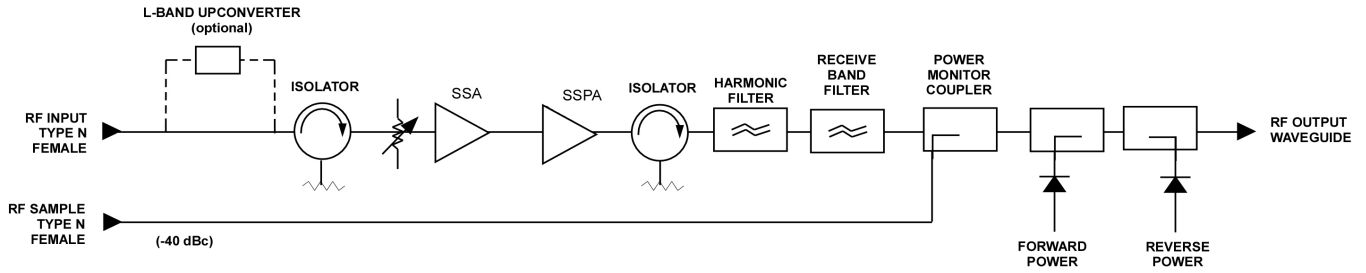 L-BAND UPCONVERTER
(optional)
RF INPUT
TYPE N
FEMALE
ISOLATOR
SSA
SSPA
ISOLATOR
HARMONIC
FILTER
RECEIVE
BAND
FILTER
POWER
MONITOR
COUPLER
RF OUTPUT
WAVEGUIDE
RF SAMPLE
TYPE N
FEMALE
(-40 dBc)
FORWARD
POWER
REVERSE
POWER